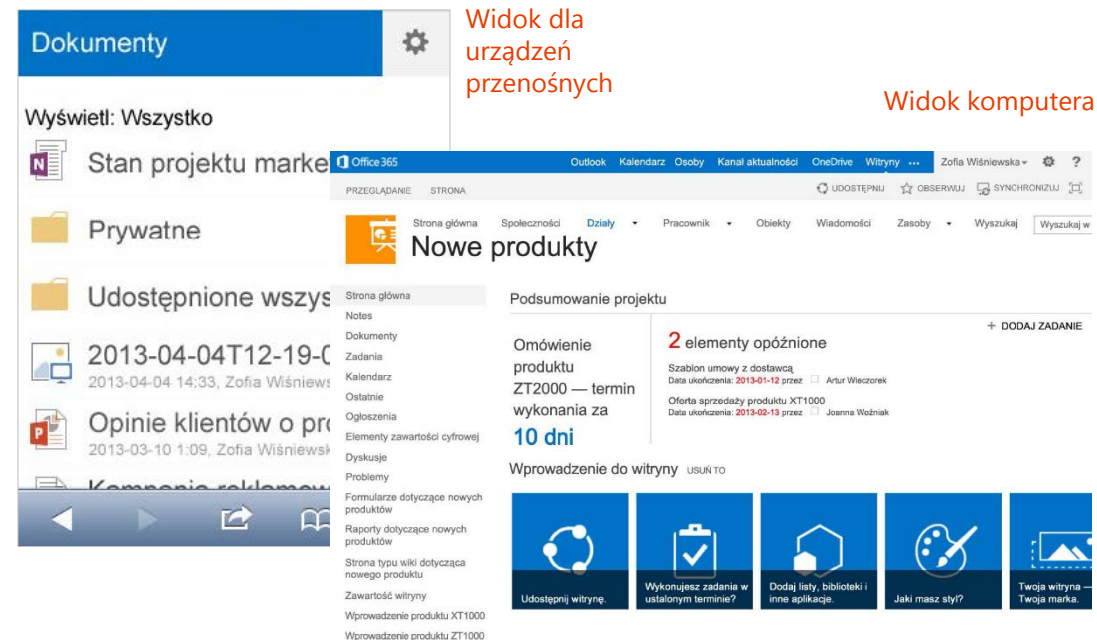 Dokumenty
Widok dla
urządzeń
przenośnych
Widok komputera
Wyświetl: Wszystko
Stan projektu marke
Prywatne
Udostępnione wszys
2013-04-04T12-19-0
2013-04-04 14:33, Zofia Wiśniews
Opinie klientów o pro
2013-03-10 1:09, Zofia Wiśniewsk
Kampania reklamow
Office 365
Outlook Kalendarz Osoby Kanał aktualności OneDrive Witryny ... Zofia Wiśniewska ?
PRZEGLĄDANIE STRONA
UDOSTĘPNIJ OBSERWUJ SYNCHRONIZUJ
Strona główna Społeczności Działy Pracownik Obiekty Wiadomości Zasoby Wyszukaj Wyszukaj w
Nowe produkty
Strona główna
Notes
Dokumenty
Zadania
Kalendarz
Ostatnie
Ogłoszenia
Elementy zawartości cyfrowej
Dyskusje
Problemy
Formularze dotyczące nowych
produktów
Raporty dotyczące nowych
produktów
Strona typu wiki dotycząca
nowego produktu
Zawartość witryny
Wprowadzenie produktu XT1000
Wprowadzenie produktu ZT1000
Podsumowanie projektu
Omówienie
produktu
ZT2000 — termin
wykonania za
10 dni
+ DODAJ ZADANIE
2 elementy opóźnione
Szablon umowy z dostawcą
Data ukończenia: 2013-01-12 przez Artur Wieczorek
Oferta sprzedaży produktu XT1000
Data ukończenia: 2013-02-13 przez Joanna Woźniak
Wprowadzenie do witryny USUŃ TO
Udostępnij witrynę.
Wykonujesz zadania w
ustalonym terminie?
Dodaj listy, biblioteki i
inne aplikacje.
Jaki masz styl?
Twoja witryna —
Twoja marka.